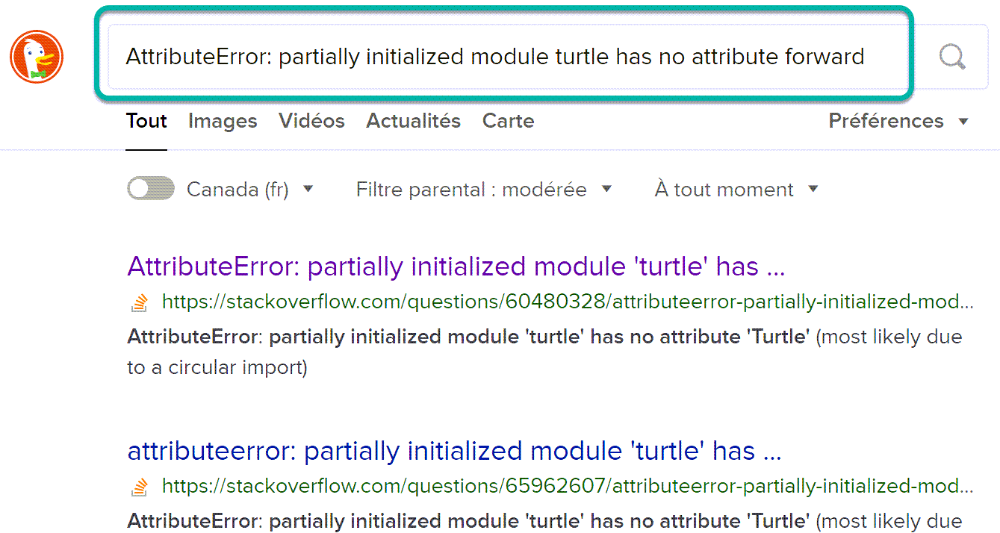 AttributeError: partially initialized module turtle has no attribute forward
Tout Images Vidéos Actualités Carte Préférences
Canada (fr) Filtre parental : modérée À tout moment
AttributeError: partially initialized module 'turtle' has ...
https://stackoverflow.com/questions/60480328/attributeerror-partially-initialized-mod...
AttributeError: partially initialized module 'turtle' has no attribute 'Turtle' (most likely due
to a circular import)
attributeerror: partially initialized module 'turtle' has ...
https://stackoverflow.com/questions/65962607/attributeerror-partially-initialized-mod...
AttributeError: partially initialized module 'turtle' has no attribute 'Turtle' (most likely due